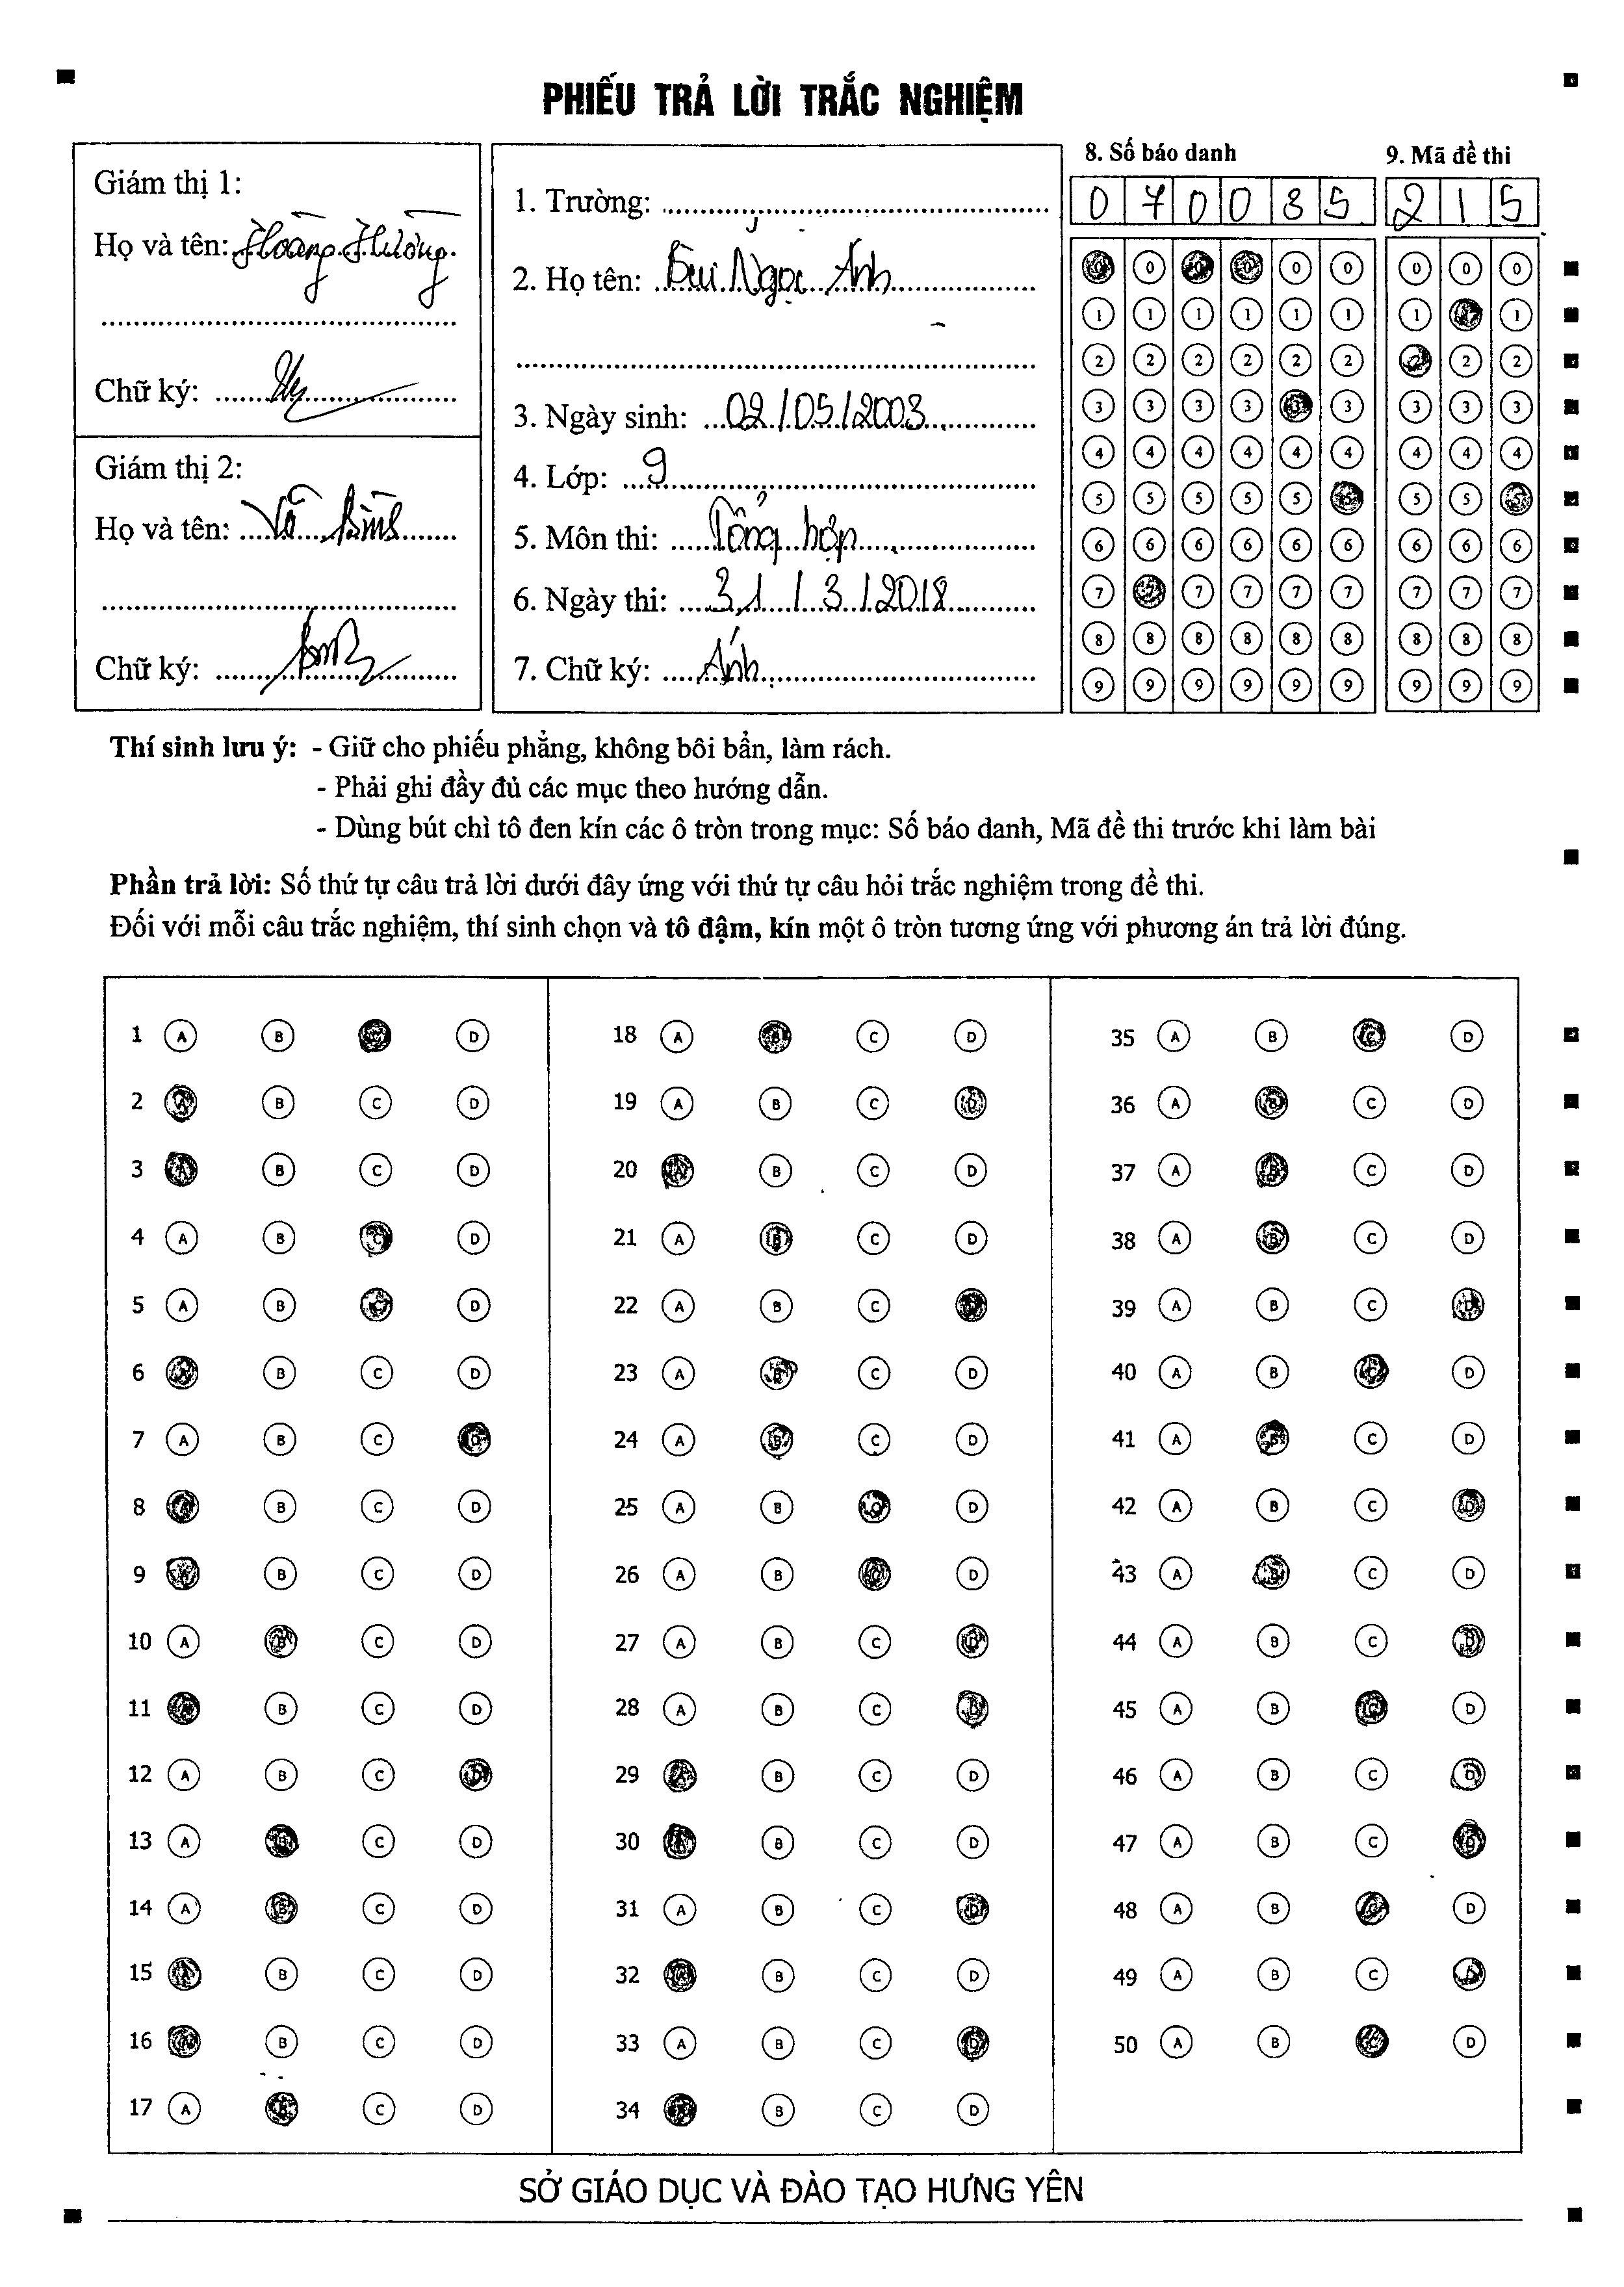 PHIẾU TRẢ LỜI TRẮC NGHIỆM
Giám thị 1:
Họ và tên: Hoàng Hường
Chữ ký:
Giám thị 2:
Họ và tên: Vũ Bình
Chữ ký:
1. Trường:
2. Họ tên: Bùi Ngọc Ánh
3. Ngày sinh: 02/05/2003
4. Lớp: 9
5. Môn thi: Tổng hợp
6. Ngày thi: 31/3/2018
7. Chữ ký: Ánh
8. Số báo danh
0 7 0 0 3 5
0 0 0 0 0 0
1 1 1 1 1 1
2 2 2 2 2 2
3 3 3 3 3 3
4 4 4 4 4 4
5 5 5 5 5 5
6 6 6 6 6 6
7 7 7 7 7 7
8 8 8 8 8 8
9 9 9 9 9 9
9. Mã đề thi
2 1 5
0 0 0
1 1 1
2 2 2
3 3 3
4 4 4
5 5 5
6 6 6
7 7 7
8 8 8
9 9 9
Thí sinh lưu ý: - Giữ cho phiếu phẳng, không bôi bẩn, làm rách.
- Phải ghi đầy đủ các mục theo hướng dẫn.
- Dùng bút chì tô đen kín các ô tròn trong mục: Số báo danh, Mã đề thi trước khi làm bài
Phần trả lời: Số thứ tự câu trả lời dưới đây ứng với thứ tự câu hỏi trắc nghiệm trong đề thi.
Đối với mỗi câu trắc nghiệm, thí sinh chọn và tô đậm, kín một ô tròn tương ứng với phương án trả lời đúng.
1 A B C D
2 A B C D
3 A B C D
4 A B C D
5 A B C D
6 A B C D
7 A B C D
8 A B C D
9 A B C D
10 A B C D
11 A B C D
12 A B C D
13 A B C D
14 A B C D
15 A B C D
16 A B C D
17 A B C D
18 A B C D
19 A B C D
20 A B C D
21 A B C D
22 A B C D
23 A B C D
24 A B C D
25 A B C D
26 A B C D
27 A B C D
28 A B C D
29 A B C D
30 A B C D
31 A B C D
32 A B C D
33 A B C D
34 A B C D
35 A B C D
36 A B C D
37 A B C D
38 A B C D
39 A B C D
40 A B C D
41 A B C D
42 A B C D
43 A B C D
44 A B C D
45 A B C D
46 A B C D
47 A B C D
48 A B C D
49 A B C D
50 A B C D
SỞ GIÁO DỤC VÀ ĐÀO TẠO HƯNG YÊN